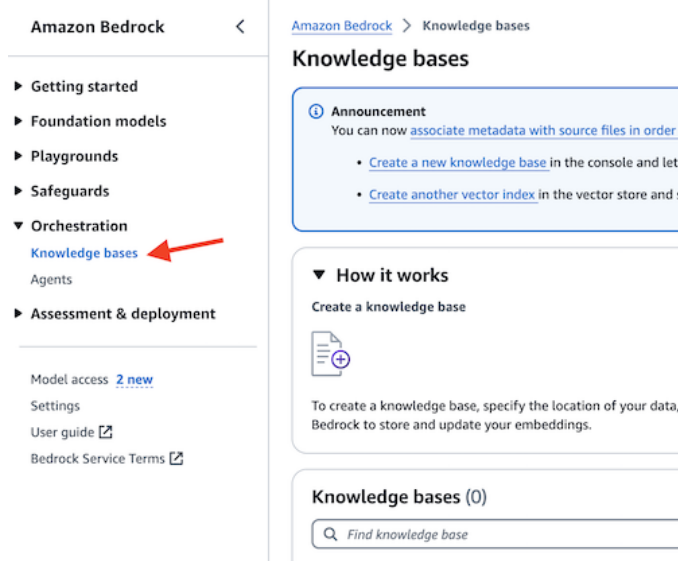 Amazon Bedrock
Getting started
Foundation models
Playgrounds
Safeguards
Orchestration
Knowledge bases
Agents
Assessment & deployment
Model access 2 new
Settings
User guide
Bedrock Service Terms
Amazon Bedrock > Knowledge bases
Knowledge bases
Announcement
You can now associate metadata with source files in order
• Create a new knowledge base in the console and let
• Create another vector index in the vector store and
How it works
Create a knowledge base
To create a knowledge base, specify the location of your data,
Bedrock to store and update your embeddings.
Knowledge bases (0)
Find knowledge base